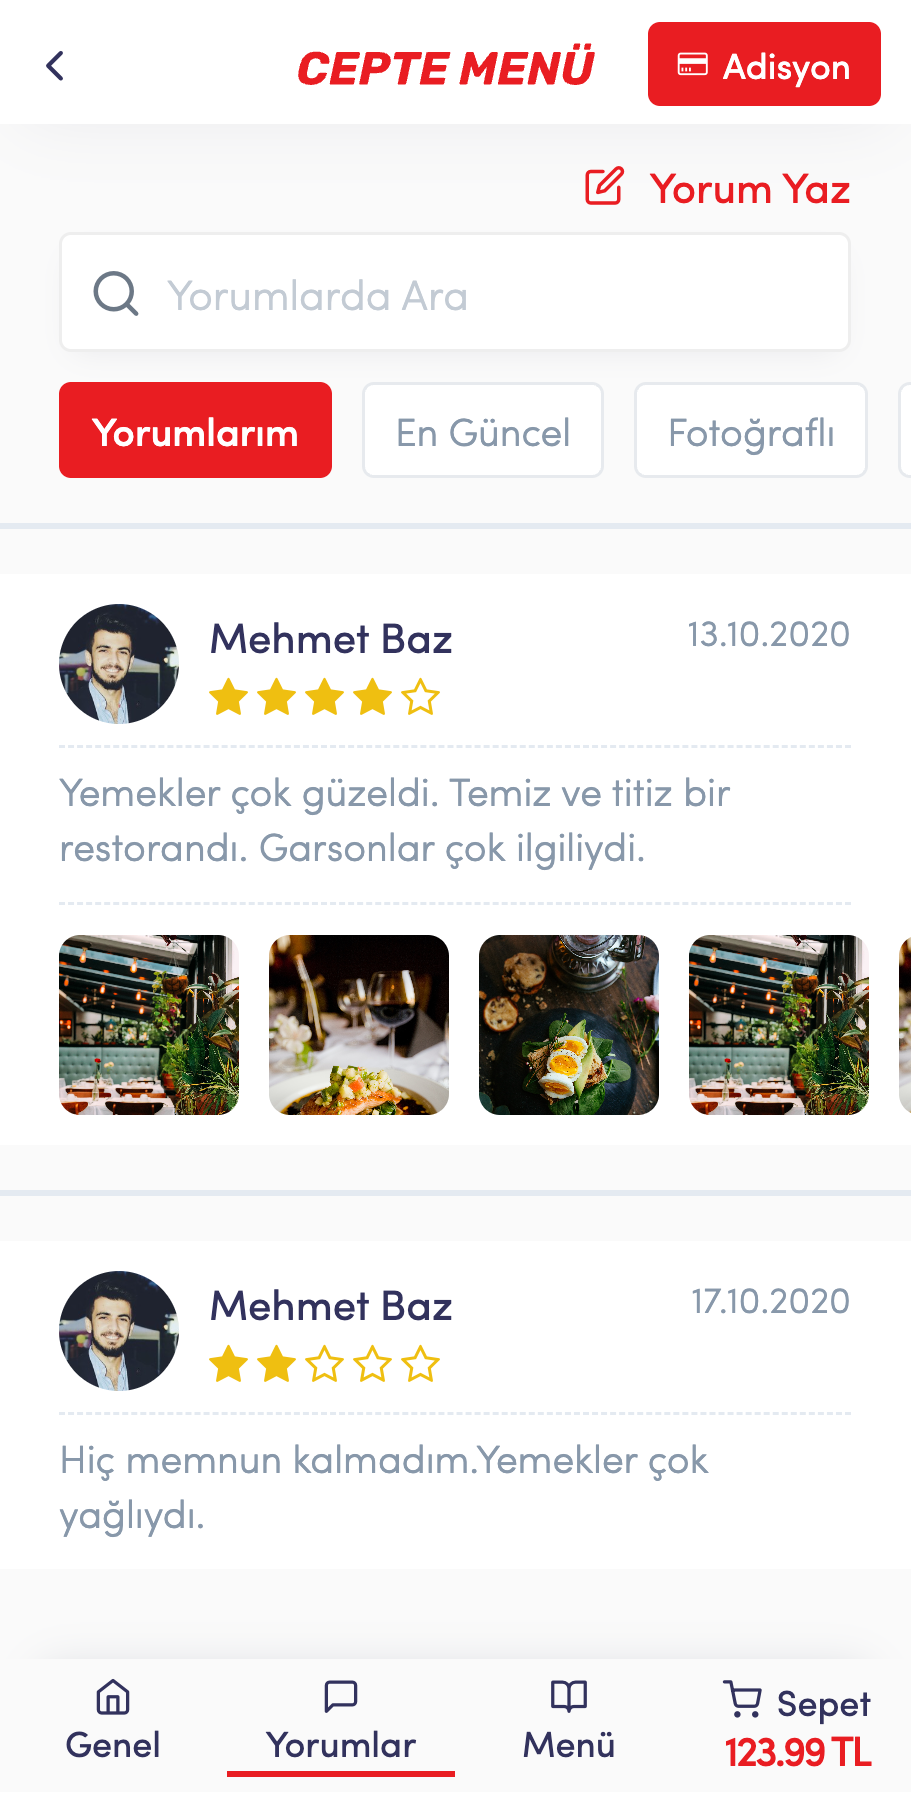 CEPTE MENÜ
Adisyon
Yorum Yaz
Yorumlarda Ara
Yorumlarım
En Güncel
Fotoğraflı
Mehmet Baz
13.10.2020
Yemekler çok güzeldi. Temiz ve titiz bir
restorandı. Garsonlar çok ilgiliydi.
Mehmet Baz
17.10.2020
Hiç memnun kalmadım.Yemekler çok
yağlıydı.
Genel
Yorumlar
Menü
Sepet
123.99 TL